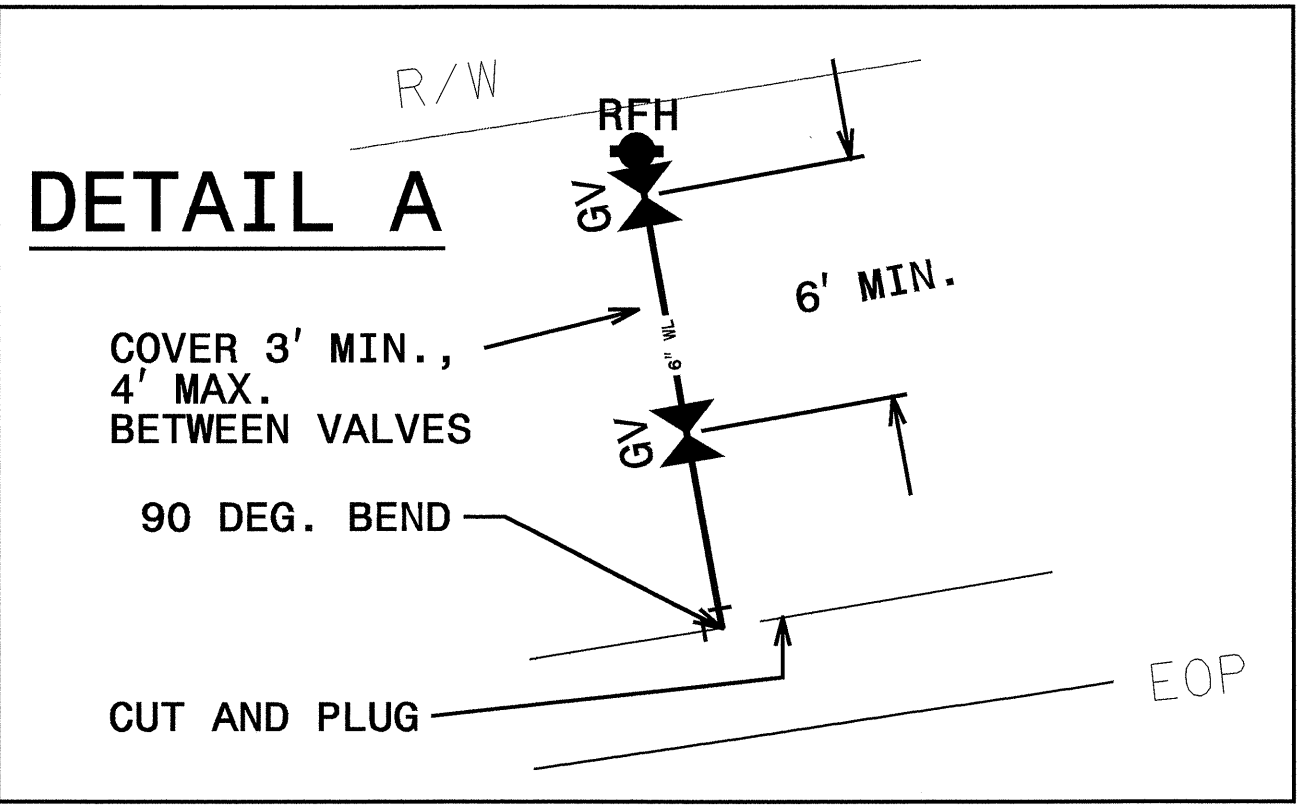 R/W
RFH
DETAIL A
GV
6' MIN.
COVER 3' MIN.,
4' MAX.
BETWEEN VALVES
6" WL
GV
90 DEG. BEND
EOP
CUT AND PLUG